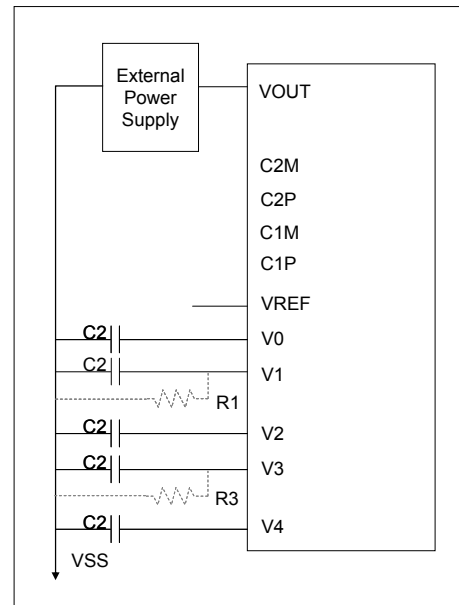 External
Power
Supply
VOUT
C2M
C2P
C1M
C1P
VREF
C2 V0
C2 V1
R1
C2 V2
C2 V3
R3
C2 V4
VSS